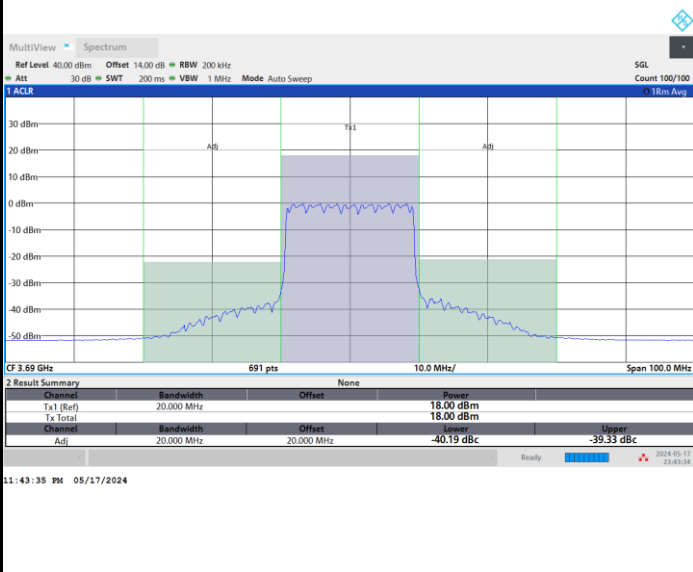 MultiView Spectrum
Ref Level 40.00 dBm Offset 14.00 dB RBW 200 kHz SGL
Att 30 dB SWT 200 ms VBW 1 MHz Mode Auto Sweep Count 100/100
1 ACLR 1Rm Avg
30 dBm
Tx1
Adj Adj
20 dBm
10 dBm
0 dBm
-10 dBm
-20 dBm
-30 dBm
-40 dBm
-50 dBm
CF 3.69 GHz 691 pts 10.0 MHz/ Span 100.0 MHz
2 Result Summary None
Channel Bandwidth Offset Power
Tx1 (Ref) 20.000 MHz 18.00 dBm
Tx Total 18.00 dBm
Channel Bandwidth Offset Lower Upper
Adj 20.000 MHz 20.000 MHz -40.19 dBc -39.33 dBc
Ready 2024-05-17
23:43:34
11:43:35 PM 05/17/2024